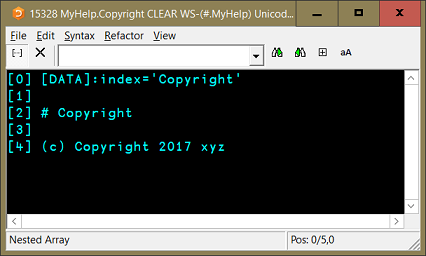 15328 MyHelp.Copyright CLEAR WS-(#.MyHelp) Unicod...
File Edit Syntax Refactor View
[··] aA
[0] [DATA]:index='Copyright'
[1]
[2] # Copyright
[3]
[4] (c) Copyright 2017 xyz
Nested Array Pos: 0/5,0